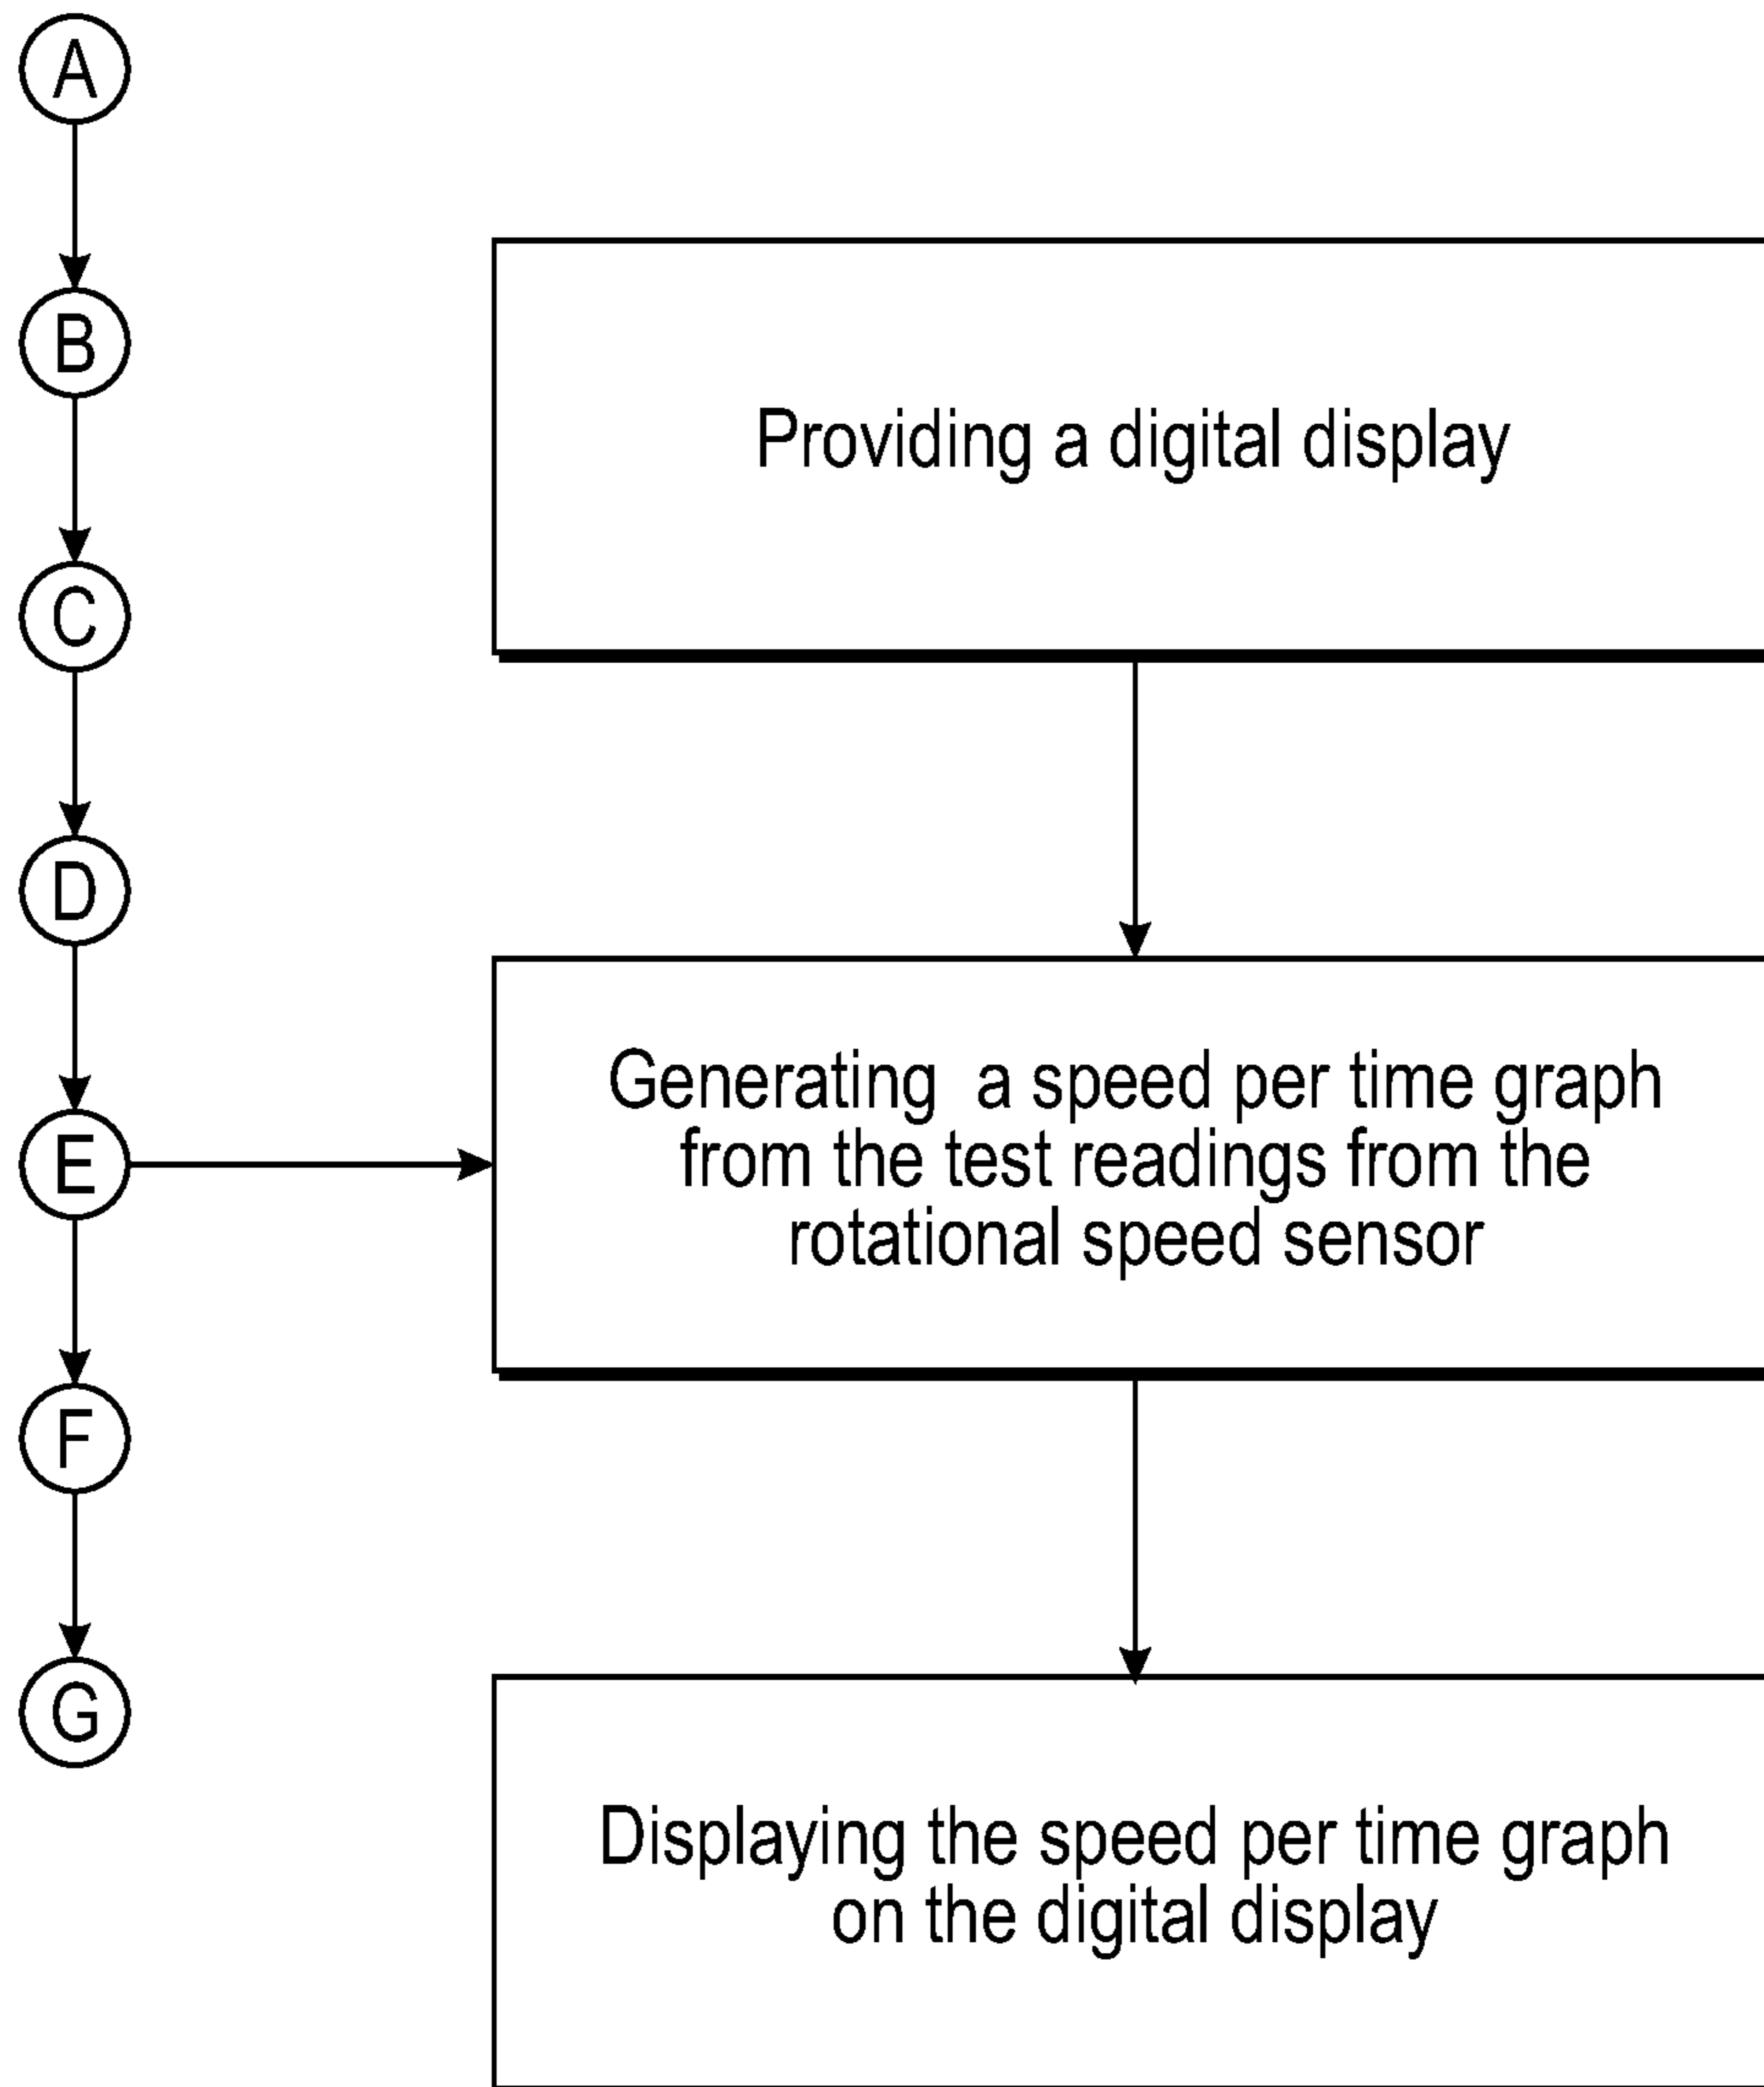 A
B
C
D
E
F
G
Providing a digital display
Generating a speed per time graph
from the test readings from the
rotational speed sensor
Displaying the speed per time graph
on the digital display